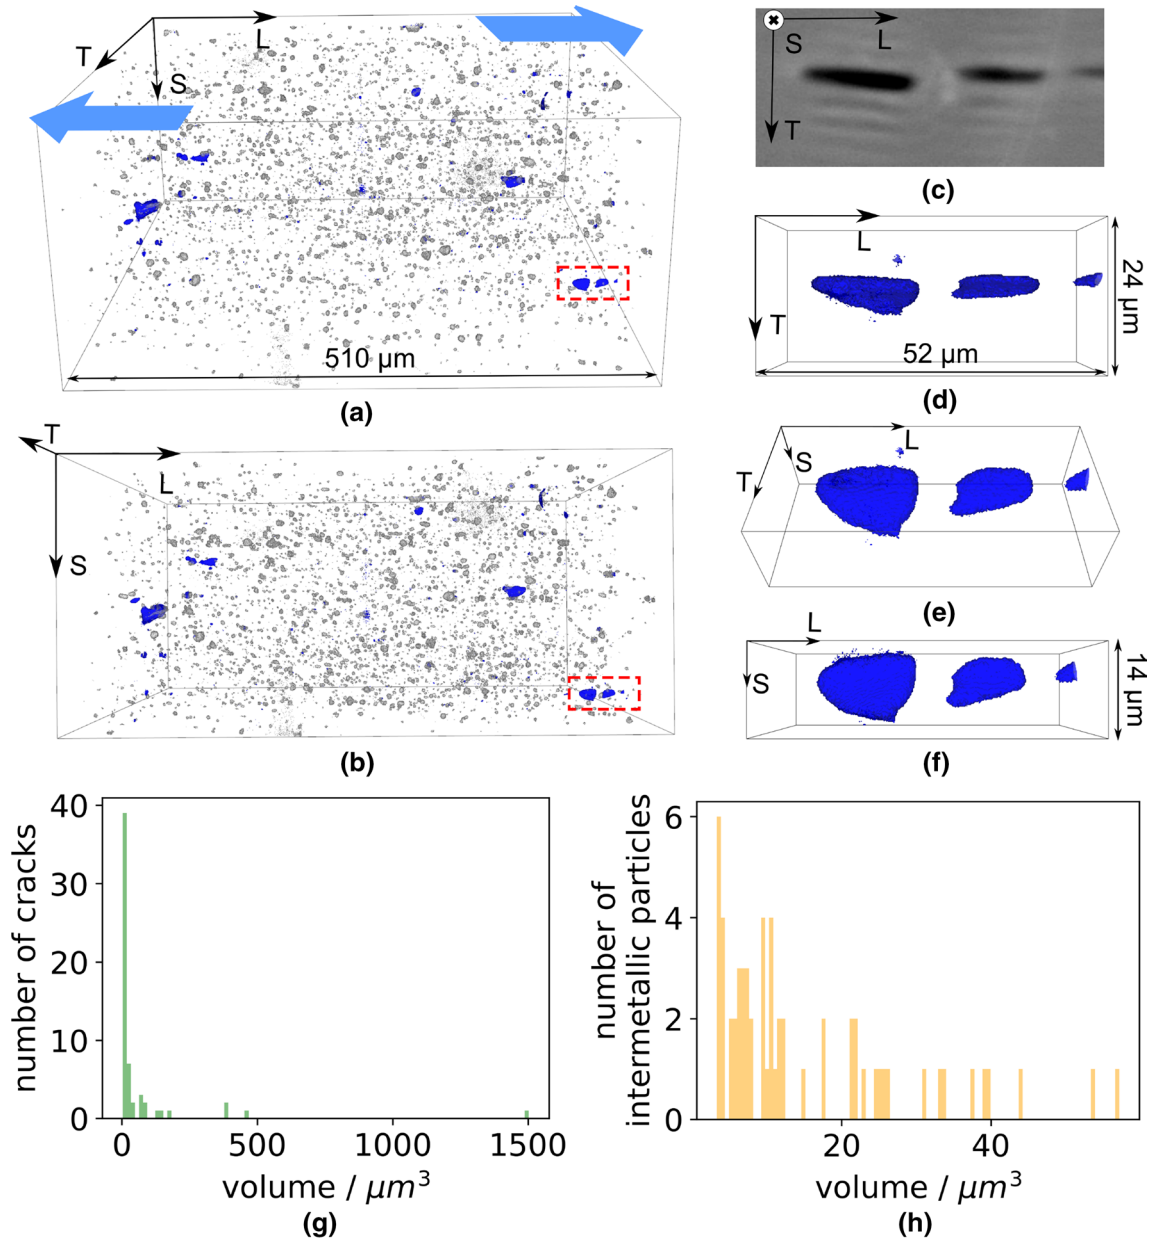 L
T
S
510 µm
(a)
S
L
T
(c)
L
T
24 µm
52 µm
(d)
T
L
S
(b)
L
S
T
(e)
L
S
14 µm
(f)
number of cracks
40
30
20
10
0
0 500 1000 1500
volume / μm³
(g)
number of
intermetallic particles
6
4
2
0
20 40
volume / μm³
(h)